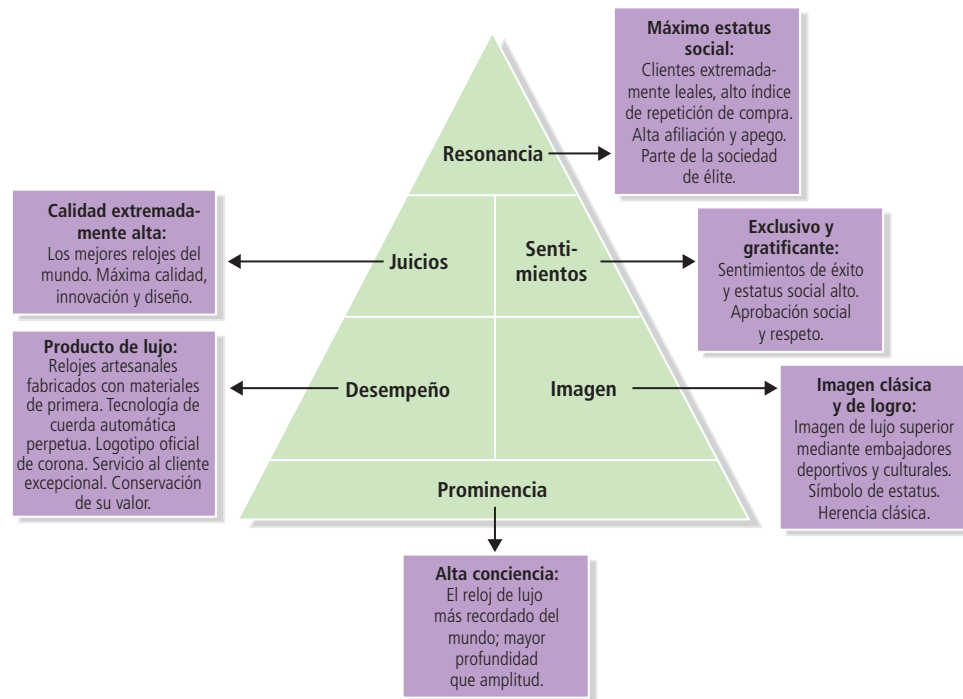 Máximo estatus
social:
Clientes extremada-
mente leales, alto índice
de repetición de compra.
Alta afiliación y apego.
Parte de la sociedad
de élite.
Resonancia
Calidad extremada-
mente alta:
Los mejores relojes del
mundo. Máxima calidad,
innovación y diseño.
Juicios
Senti-
mientos
Exclusivo y
gratificante:
Sentimientos de éxito
y estatus social alto.
Aprobación social
y respeto.
Producto de lujo:
Relojes artesanales
fabricados con materiales
de primera. Tecnología de
cuerda automática
perpetua. Logotipo oficial
de corona. Servicio al cliente
excepcional. Conservación
de su valor.
Desempeño
Imagen
Imagen clásica
y de logro:
Imagen de lujo superior
mediante embajadores
deportivos y culturales.
Símbolo de estatus.
Herencia clásica.
Prominencia
Alta conciencia:
El reloj de lujo
más recordado del
mundo; mayor
profundidad
que amplitud.